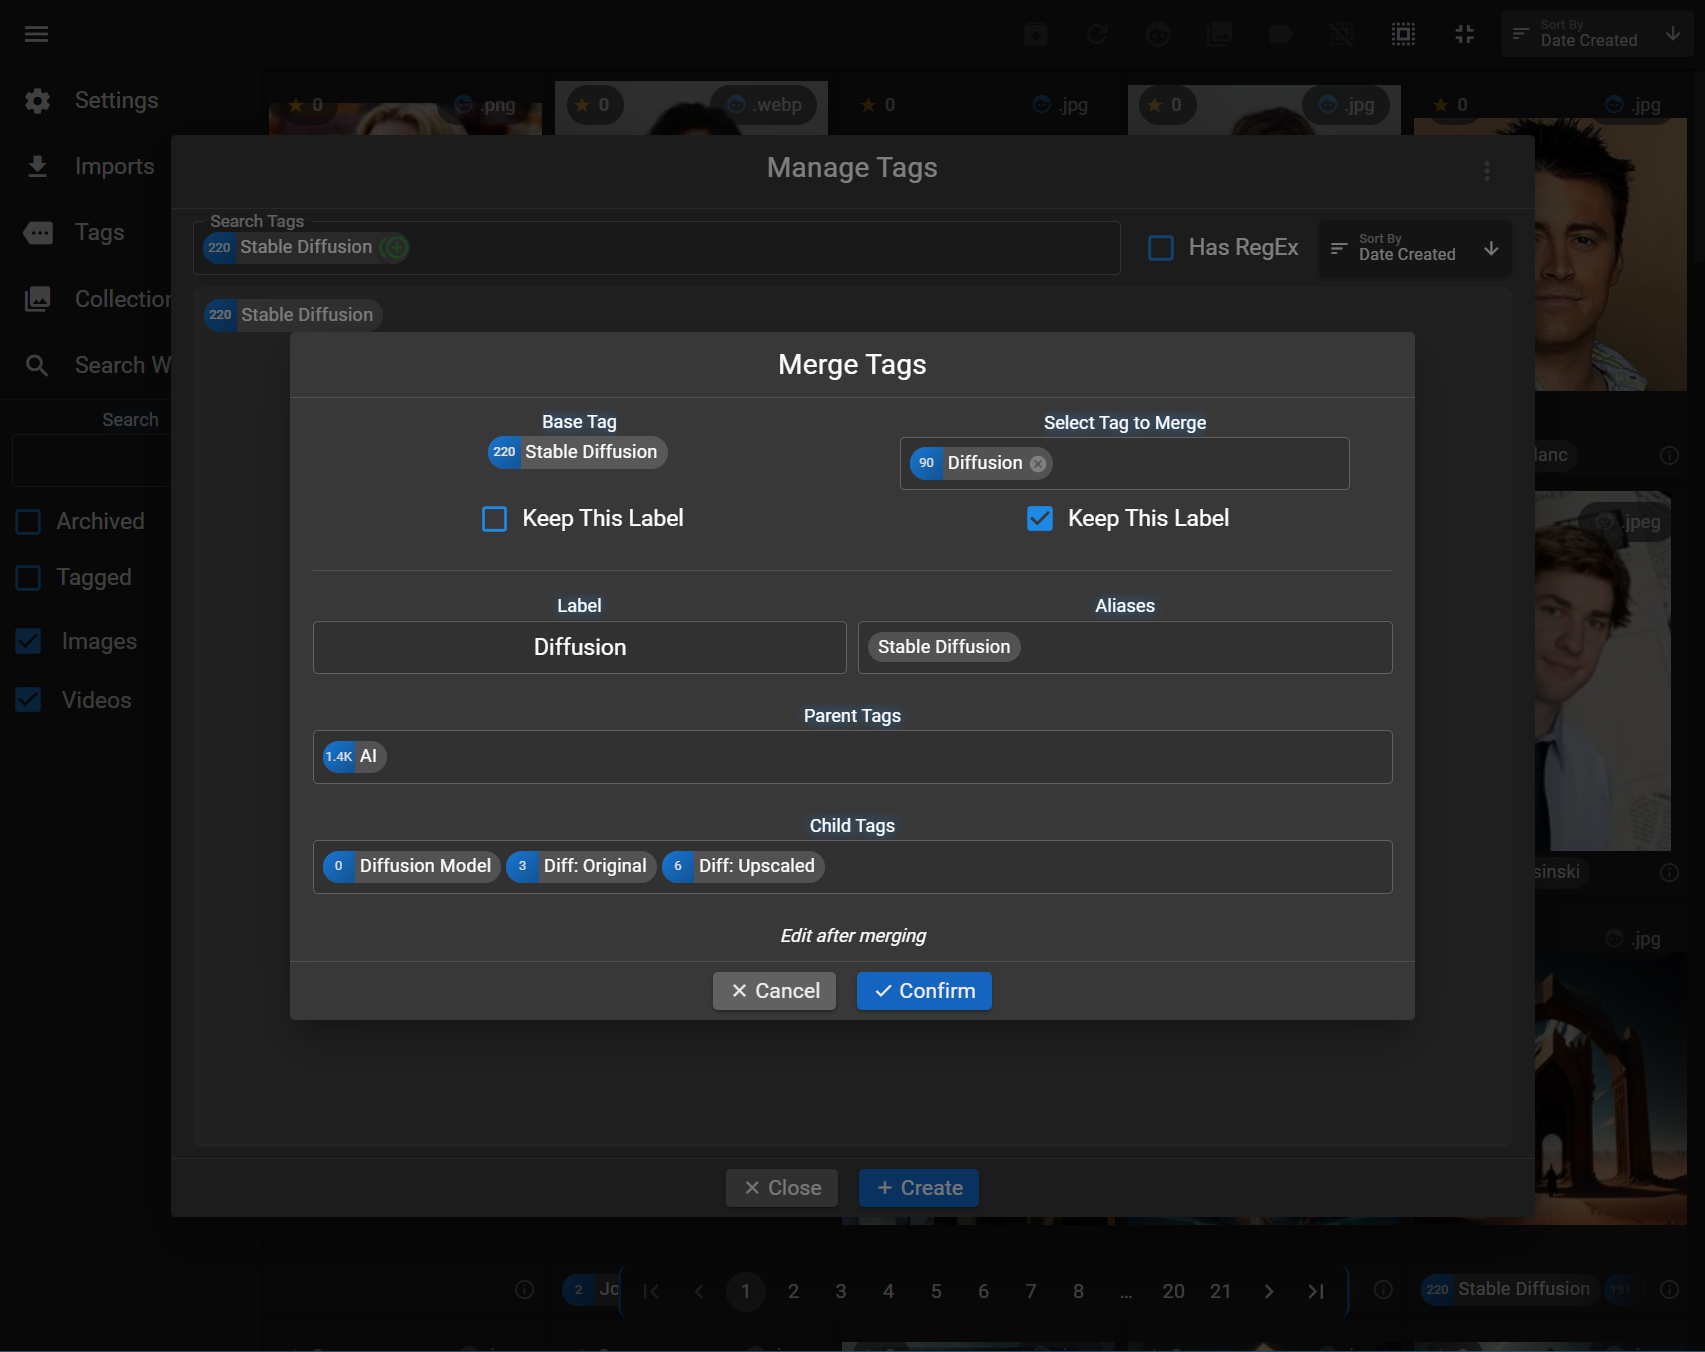 Sort By
Date Created
Settings
Imports
Tags
Collection
Search W
Search
Archived
Tagged
Images
Videos
0 .png
0 .webp
0 .jpg
0 .jpg
0 .jpg
Manage Tags
Search Tags
220 Stable Diffusion
Has RegEx
Sort By
Date Created
220 Stable Diffusion
Merge Tags
Base Tag
220 Stable Diffusion
Keep This Label
Select Tag to Merge
90 Diffusion
Keep This Label
Label
Diffusion
Aliases
Stable Diffusion
Parent Tags
1.4K AI
Child Tags
0 Diffusion Model 3 Diff: Original 6 Diff: Upscaled
Edit after merging
Cancel Confirm
Close Create
lanc
.jpeg
sinski
.jpg
2 Jo
1 2 3 4 5 6 7 8 ... 20 21
220 Stable Diffusion 191